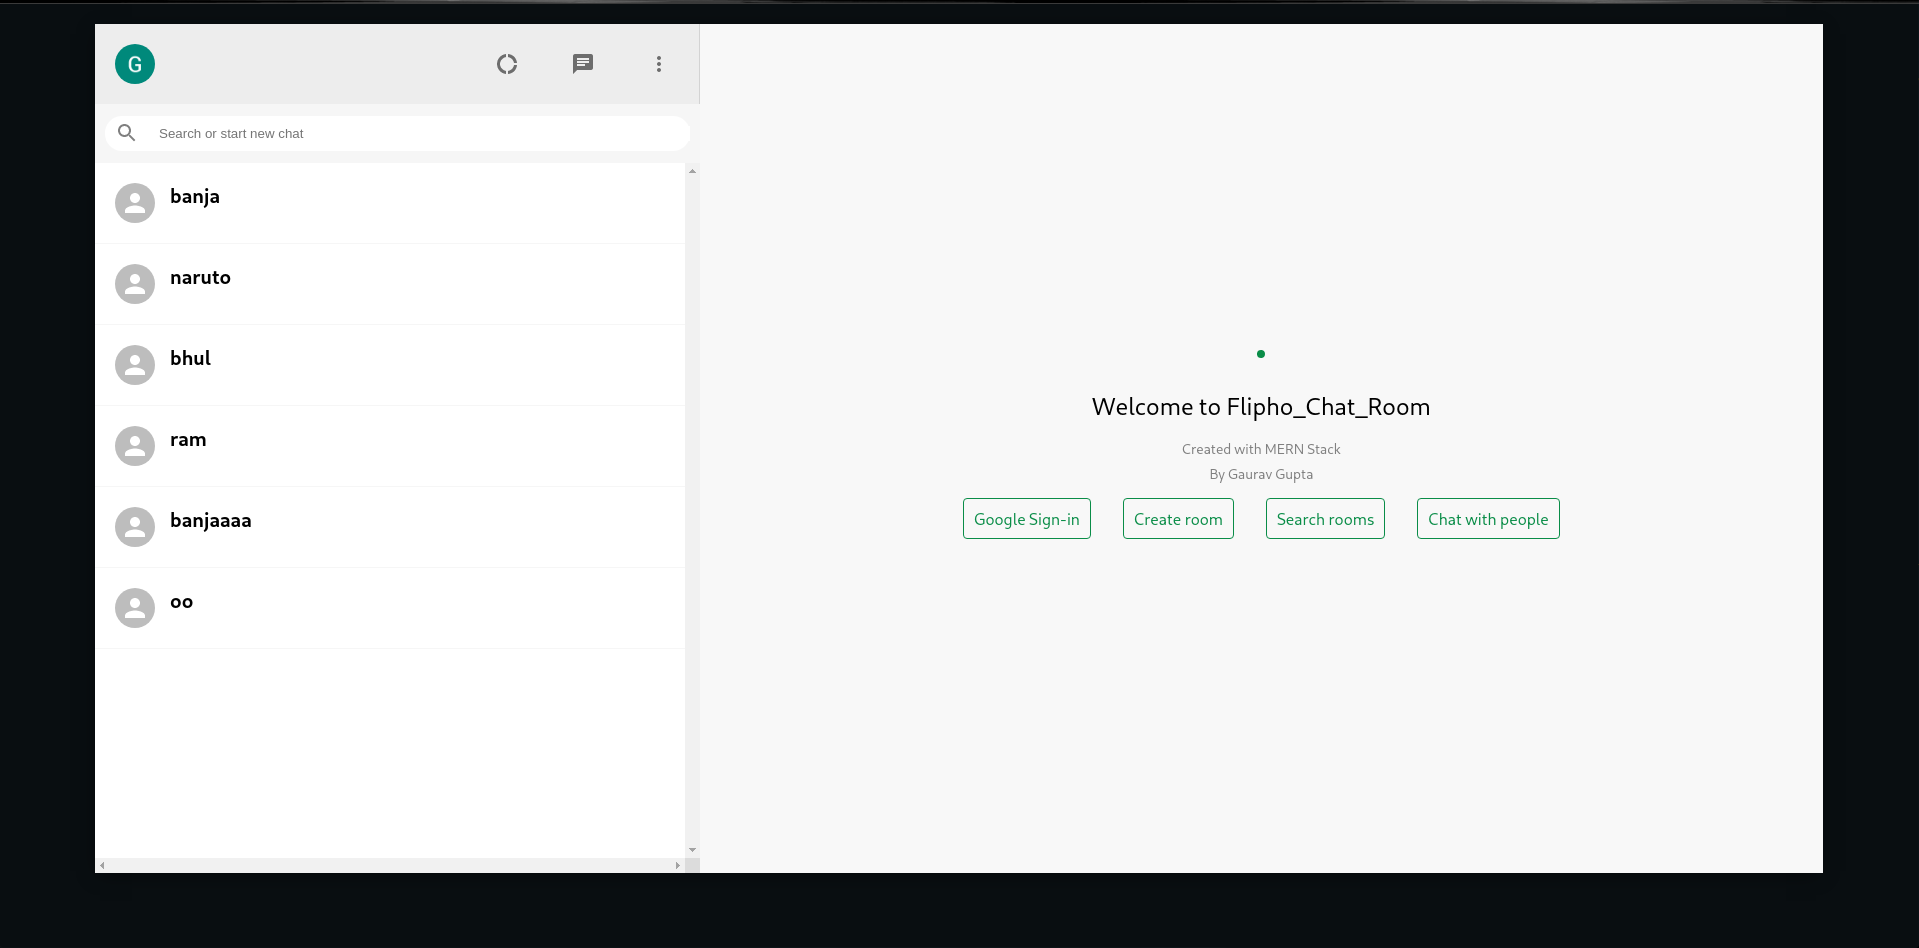 G
Search or start new chat
banja
naruto
bhul
ram
banjaaaa
oo
Welcome to Flipho_Chat_Room
Created with MERN Stack
By Gaurav Gupta
Google Sign-in Create room Search rooms Chat with people